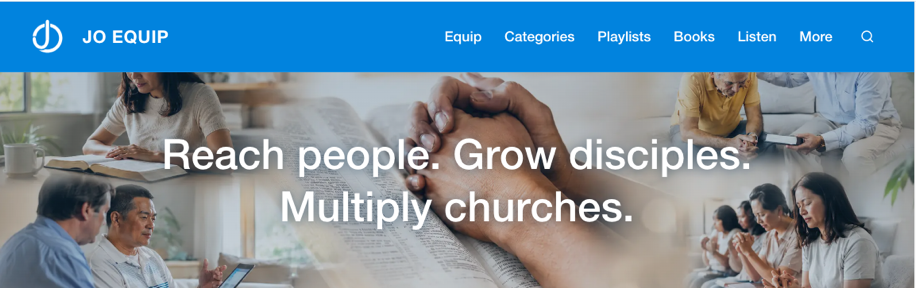 JO EQUIP
Equip Categories Playlists Books Listen More
Reach people. Grow disciples.
Multiply churches.